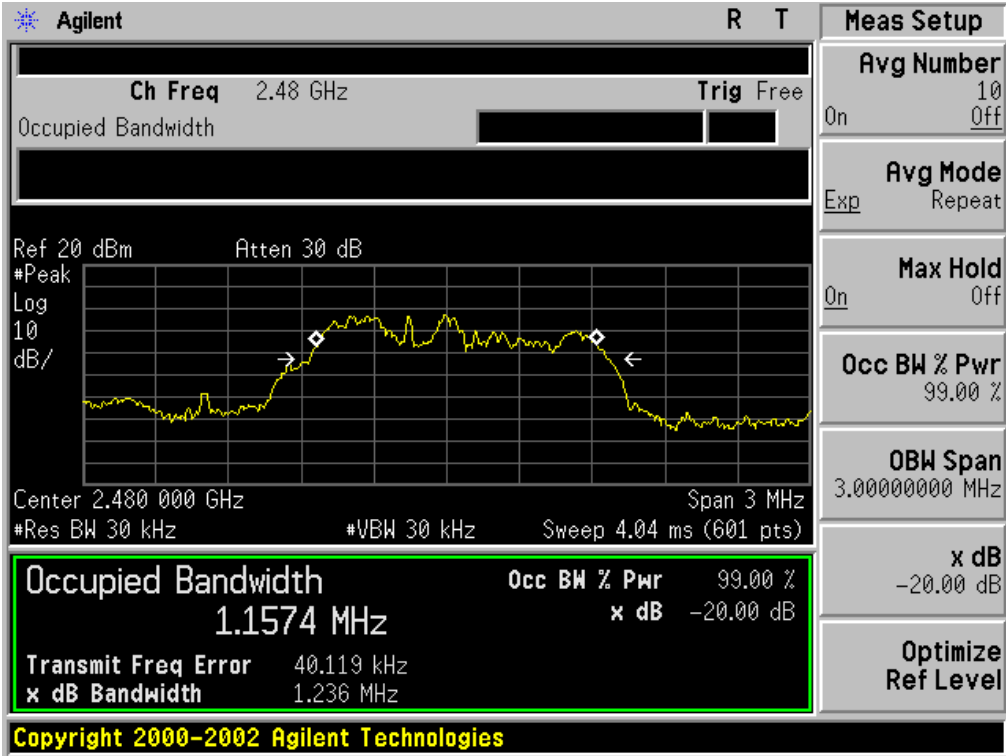 Agilent R T
Meas Setup
Ch Freq 2.48 GHz Trig Free
Occupied Bandwidth
Ref 20 dBm Atten 30 dB
#Peak
Log
10
dB/
Center 2.480 000 GHz Span 3 MHz
#Res BW 30 kHz #VBW 30 kHz Sweep 4.04 ms (601 pts)
Occupied Bandwidth
1.1574 MHz
Occ BW % Pwr 99.00 %
x dB -20.00 dB
Transmit Freq Error 40.119 kHz
x dB Bandwidth 1.236 MHz
Avg Number
10
On Off
Avg Mode
Exp Repeat
Max Hold
On Off
Occ BW % Pwr
99.00 %
OBW Span
3.00000000 MHz
x dB
-20.00 dB
Optimize
Ref Level
Copyright 2000-2002 Agilent Technologies